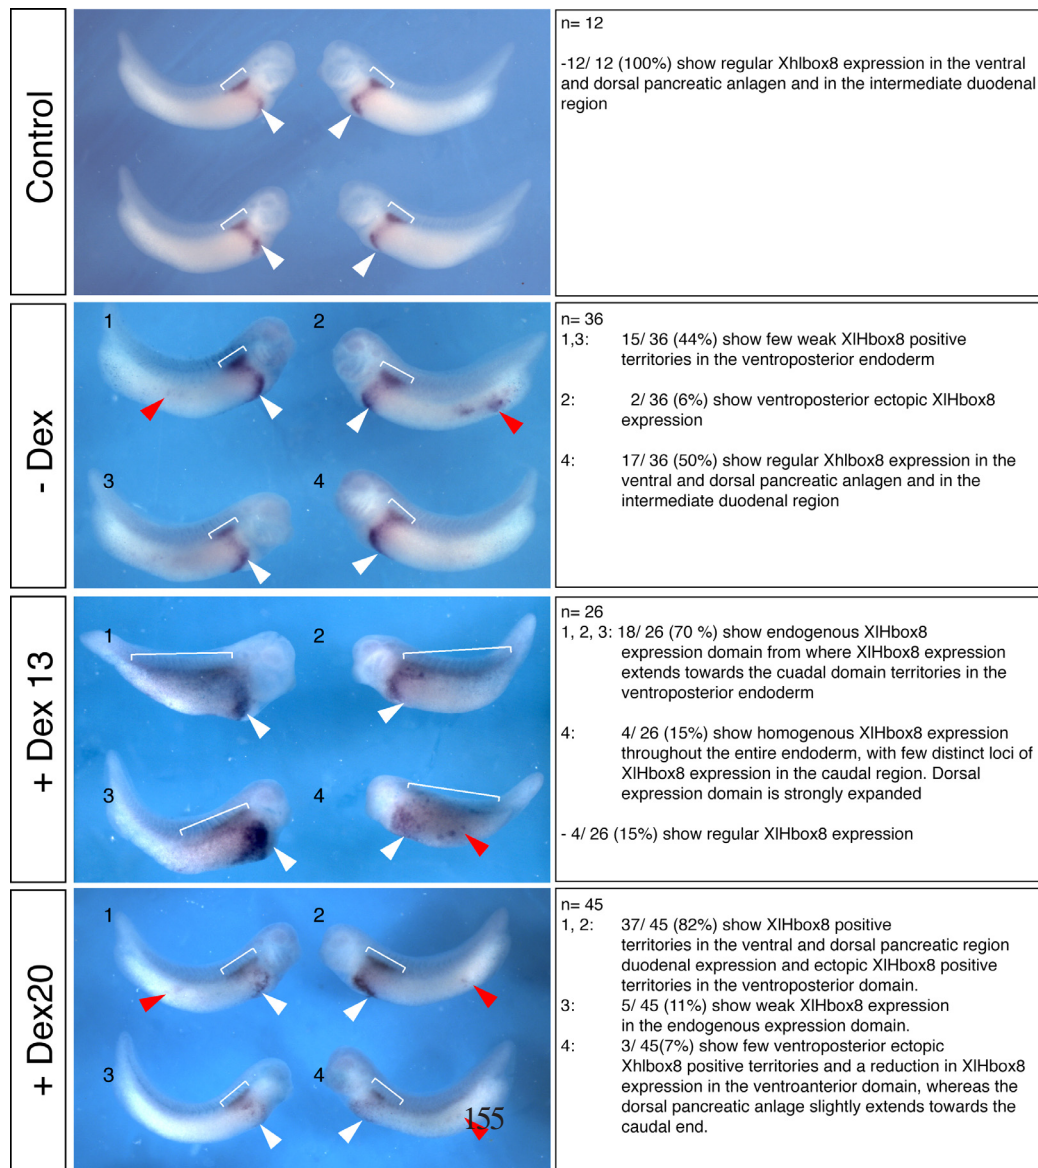 Control
n= 12
-12/ 12 (100%) show regular Xhlbox8 expression in the ventral
and dorsal pancreatic anlagen and in the intermediate duodenal
region
- Dex
1
2
3
4
n= 36
1,3: 15/ 36 (44%) show few weak XlHbox8 positive
territories in the ventroposterior endoderm
2: 2/ 36 (6%) show ventroposterior ectopic XlHbox8
expression
4: 17/ 36 (50%) show regular Xhlbox8 expression in the
ventral and dorsal pancreatic anlagen and in the
intermediate duodenal region
+ Dex 13
1
2
3
4
n= 26
1, 2, 3: 18/ 26 (70 %) show endogenous XlHbox8
expression domain from where XlHbox8 expression
extends towards the cuadal domain territories in the
ventroposterior endoderm
4: 4/ 26 (15%) show homogenous XlHbox8 expression
throughout the entire endoderm, with few distinct loci of
XlHbox8 expression in the caudal region. Dorsal
expression domain is strongly expanded
- 4/ 26 (15%) show regular XlHbox8 expression
+ Dex20
1
2
3
4
155
n= 45
1, 2: 37/ 45 (82%) show XlHbox8 positive
territories in the ventral and dorsal pancreatic region
duodenal expression and ectopic XlHbox8 positive
territories in the ventroposterior domain.
3: 5/ 45 (11%) show weak XlHbox8 expression
in the endogenous expression domain.
4: 3/ 45(7%) show few ventroposterior ectopic
Xhlbox8 positive territories and a reduction in XlHbox8
expression in the ventroanterior domain, whereas the
dorsal pancreatic anlage slightly extends towards the
caudal end.